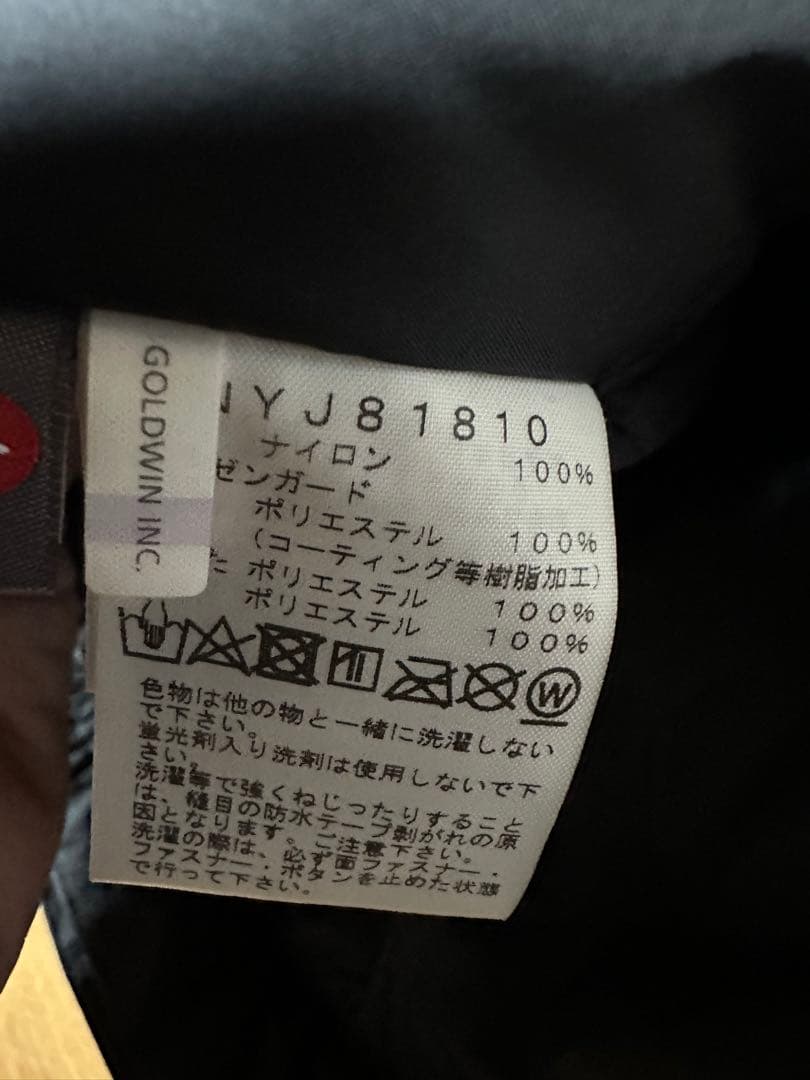 GOLDWIN INC.
NYJ81810
ナイロン 100%
ゼンガード
ポリエステル 100%
(コーティング等樹脂加工)
た ポリエステル 100%
ポリエステル 100%
W
色物は他の物と一緒に洗濯しない
で下さい。
蛍光剤入り洗剤は使用しないで下
さい。
洗濯等で強くねじったりすること
は、縫目の防水テープ剥がれの原
因となります。ご注意下さい。
洗濯の際は、必ず面ファスナー・
ファスナー・ボタンを止めた状態
で行って下さい。